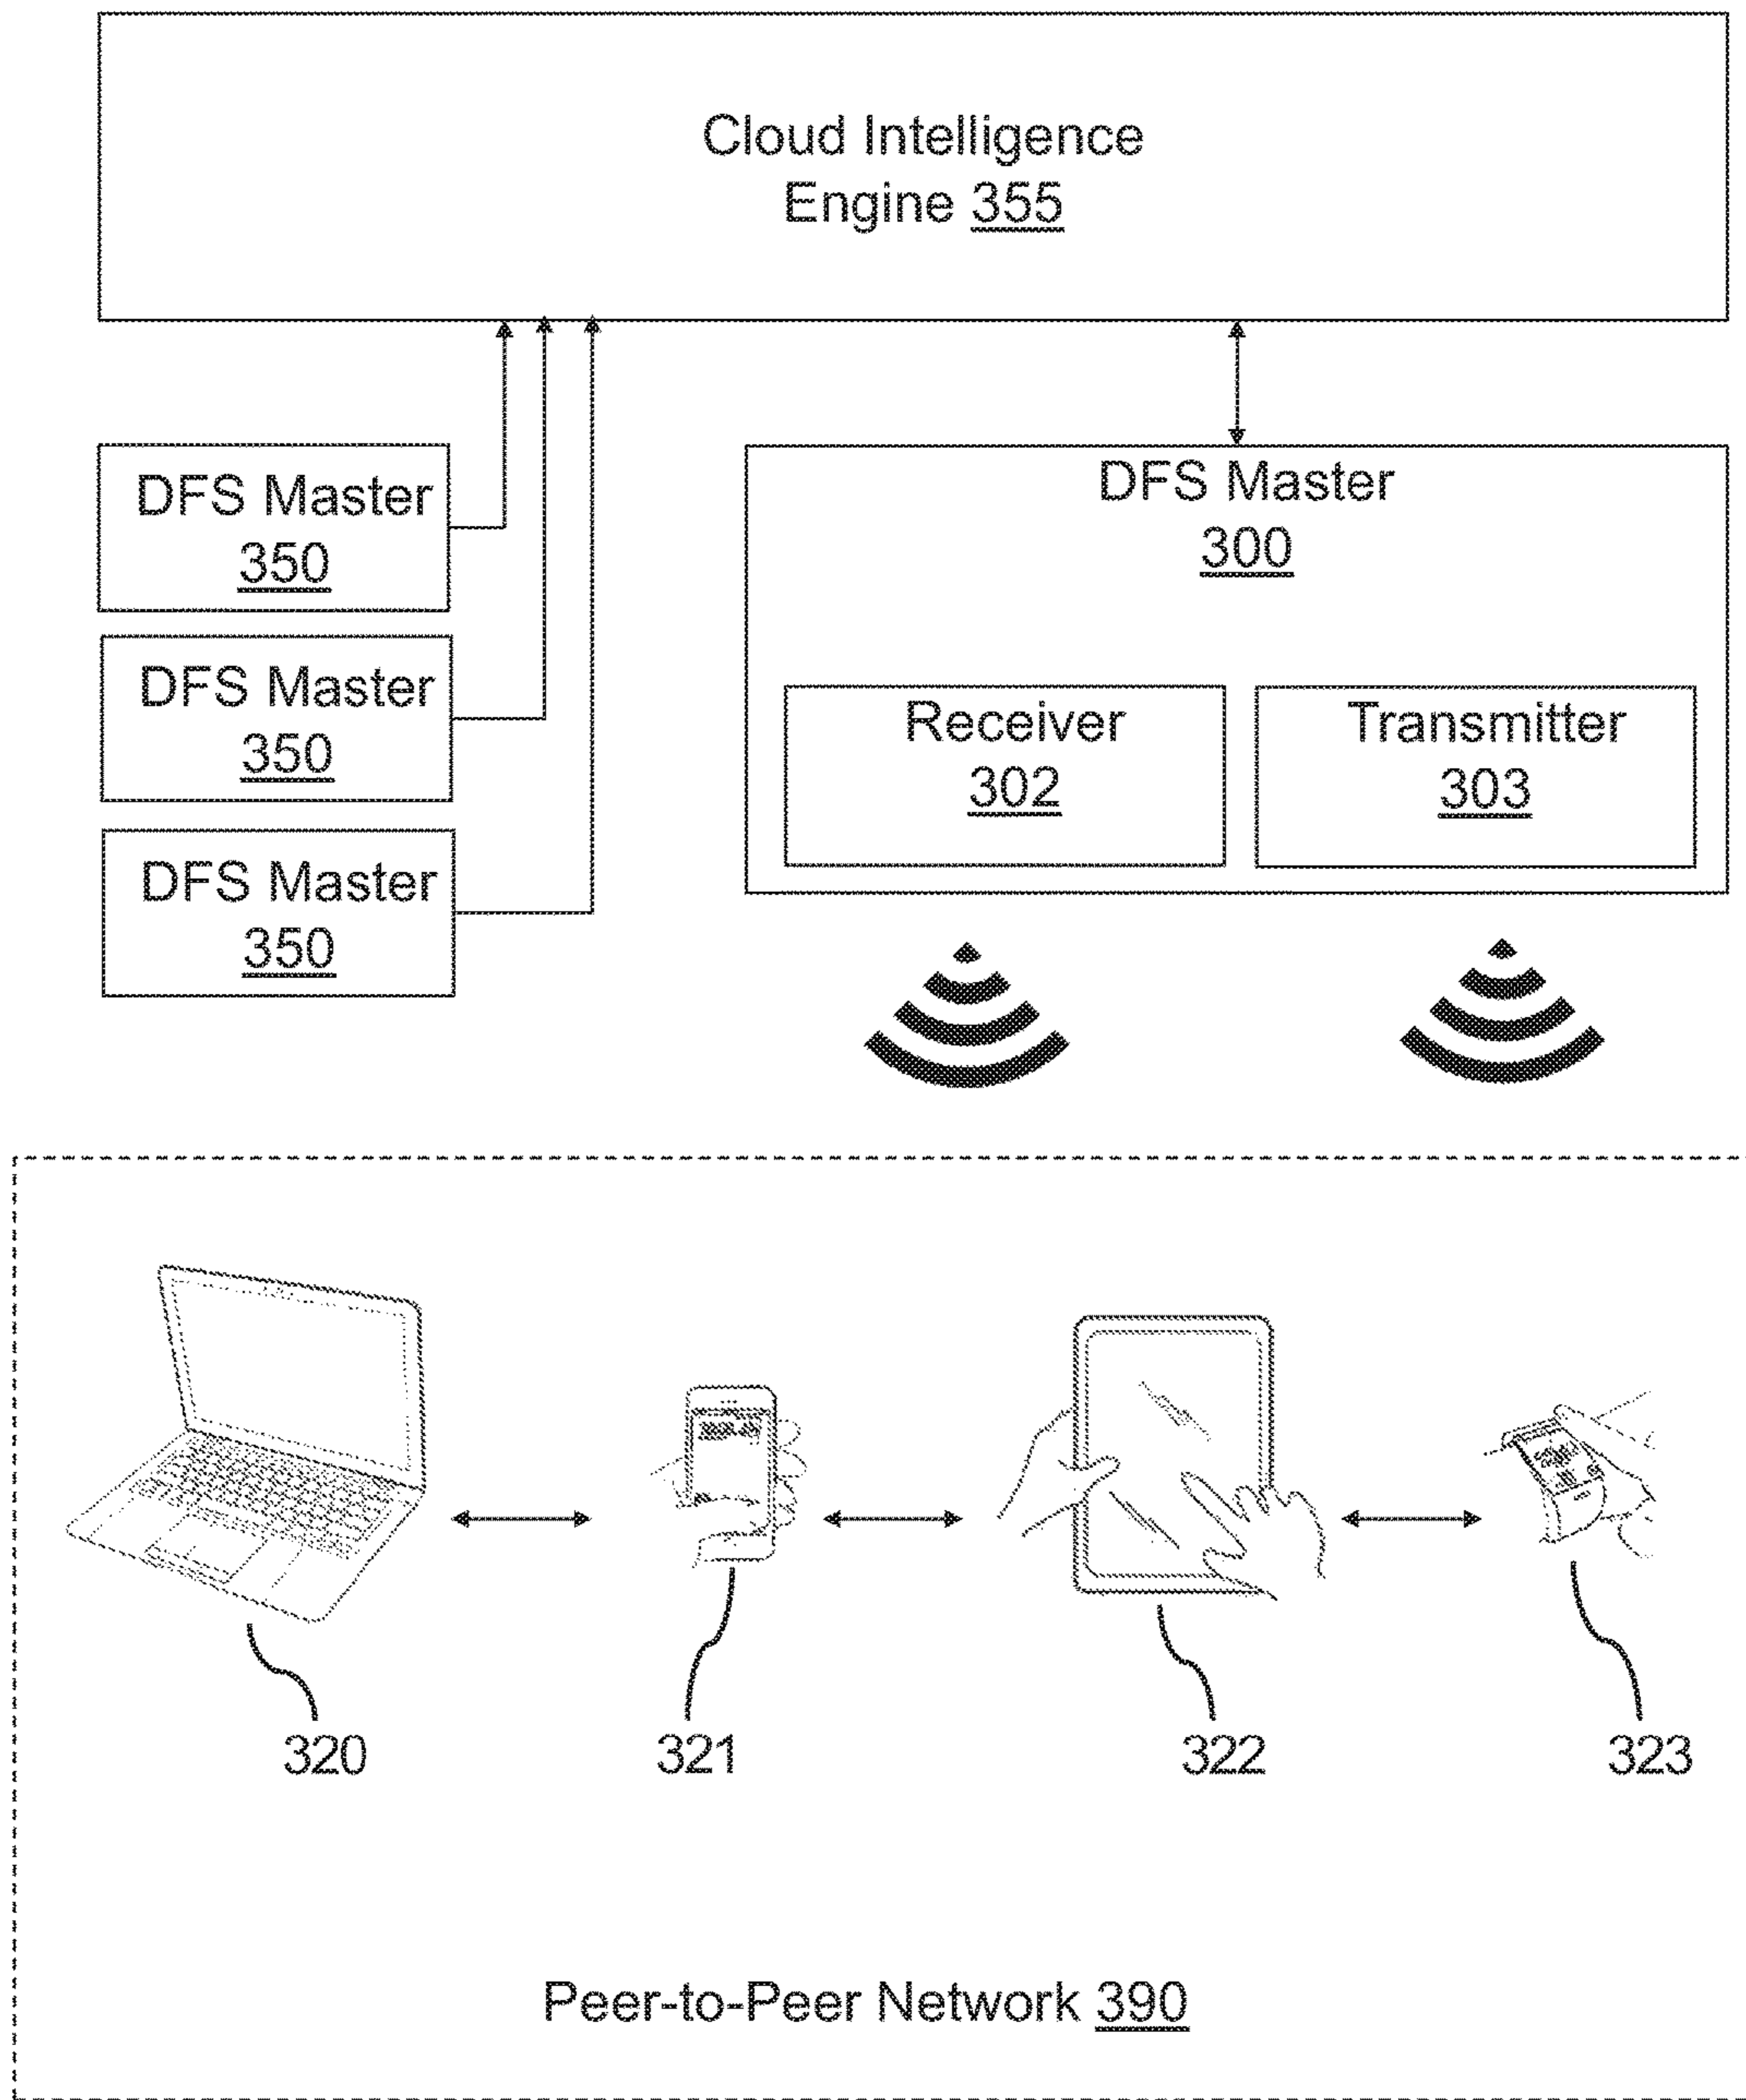 Cloud Intelligence
Engine 355
DFS Master
350
DFS Master
350
DFS Master
350
DFS Master
300
Receiver
302
Transmitter
303
320
321
322
323
Peer-to-Peer Network 390